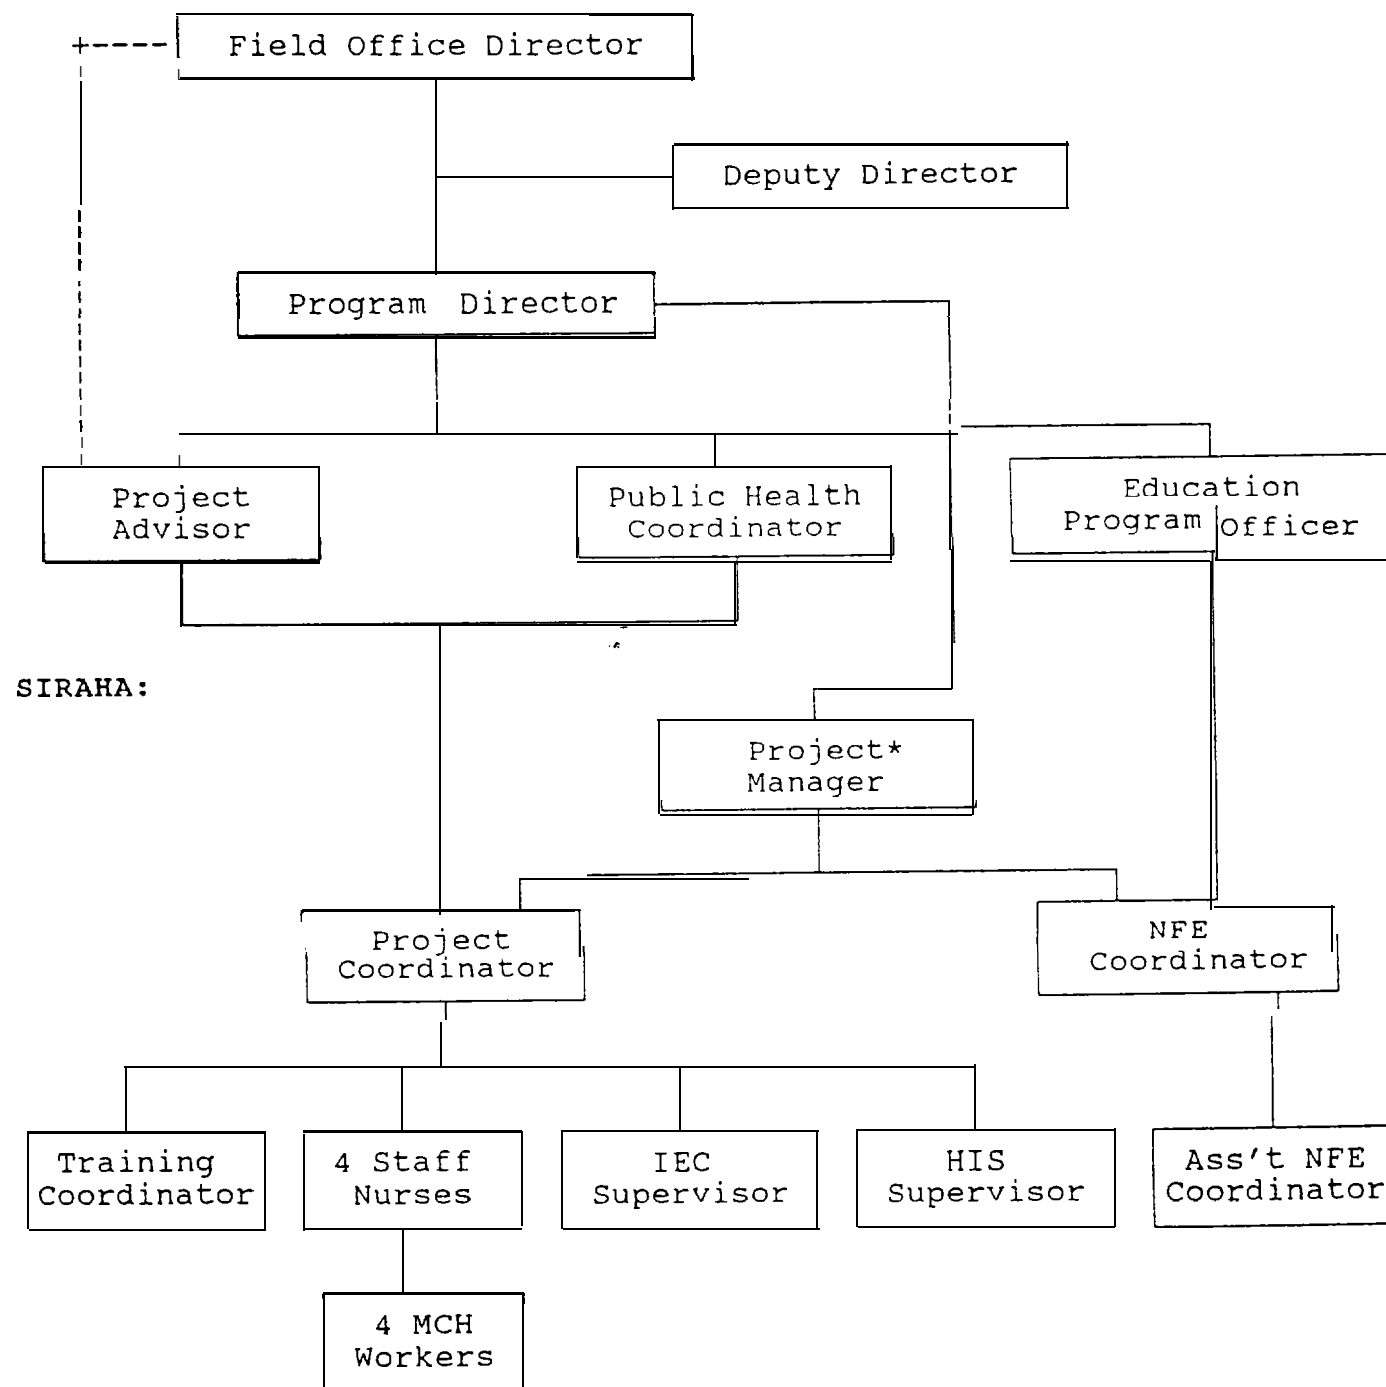 Field Office Director
Deputy Director
Program Director
Project
Advisor
Public Health
Coordinator
Education
Program Officer
SIRAHA:
Project*
Manager
Project
Coordinator
NFE
Coordinator
Training
Coordinator
4 Staff
Nurses
IEC
Supervisor
HIS
Supervisor
Ass't NFE
Coordinator
4 MCH
Workers